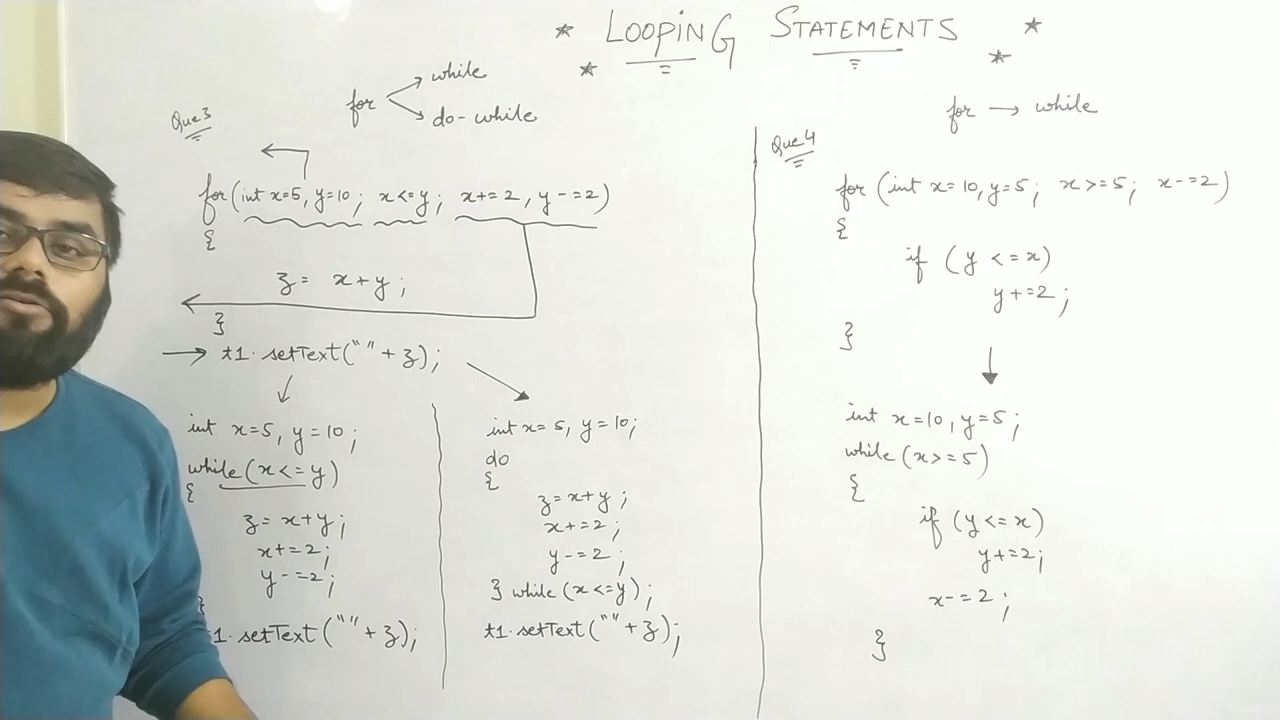 LOOPING STATEMENTS
Que 3
for → while
→ do-while
for (int x=5, y=10; x<=y; x+=2, y-=2)
{
z = x+y;
}
t1.setText(""+z);
int x=5, y=10;
while (x<=y)
{
z=x+y;
x+=2;
y-=2;
}
1.setText(""+z);
int x=5, y=10;
do
{
z=x+y;
x+=2;
y-=2;
} while (x<=y);
t1.setText(""+z);
for → while
Que 4
for (int x=10, y=5; x>=5; x-=2)
{
if (y<=x)
y+=2;
}
int x=10, y=5;
while (x>=5)
{
if (y<=x)
y+=2;
x-=2;
}